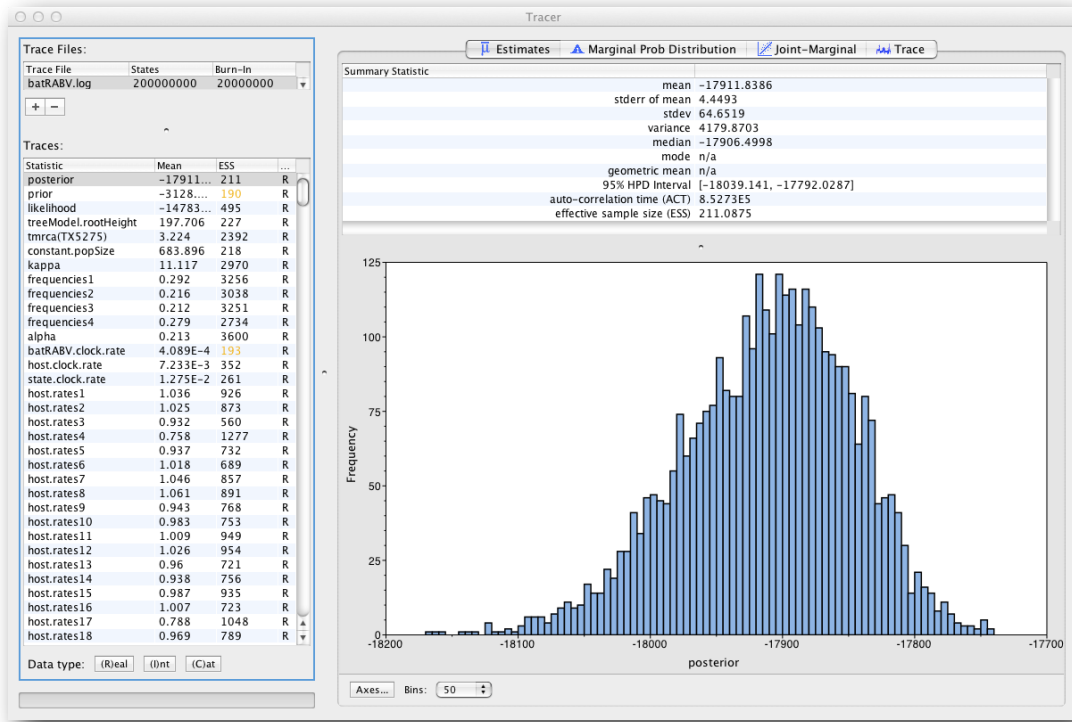 Tracer
Trace Files:
Trace File States Burn-In
batRABV.log 200000000 20000000
+ −
Traces:
Statistic Mean ESS ...
posterior -17911... 211 R
prior -3128.... 190 R
likelihood -14783... 495 R
treeModel.rootHeight 197.706 227 R
tmrca(TX5275) 3.224 2392 R
constant.popSize 683.896 218 R
kappa 11.117 2970 R
frequencies1 0.292 3256 R
frequencies2 0.216 3038 R
frequencies3 0.212 3251 R
frequencies4 0.279 2734 R
alpha 0.213 3600 R
batRABV.clock.rate 4.089E-4 193 R
host.clock.rate 7.233E-3 352 R
state.clock.rate 1.275E-2 261 R
host.rates1 1.036 926 R
host.rates2 1.025 873 R
host.rates3 0.932 560 R
host.rates4 0.758 1277 R
host.rates5 0.937 732 R
host.rates6 1.018 689 R
host.rates7 1.046 857 R
host.rates8 1.061 891 R
host.rates9 0.943 768 R
host.rates10 0.983 753 R
host.rates11 1.009 949 R
host.rates12 1.026 954 R
host.rates13 0.96 721 R
host.rates14 0.938 756 R
host.rates15 0.987 935 R
host.rates16 1.007 723 R
host.rates17 0.788 1048 R
host.rates18 0.969 789 R
Data type: (R)eal (I)nt (C)at
Estimates Marginal Prob Distribution Joint-Marginal Trace
Summary Statistic
mean -17911.8386
stderr of mean 4.4493
stdev 64.6519
variance 4179.8703
median -17906.4998
mode n/a
geometric mean n/a
95% HPD Interval [-18039.141, -17792.0287]
auto-correlation time (ACT) 8.5273E5
effective sample size (ESS) 211.0875
125
100
75
50
25
0
Frequency
-18200 -18100 -18000 -17900 -17800 -17700
posterior
Axes... Bins: 50